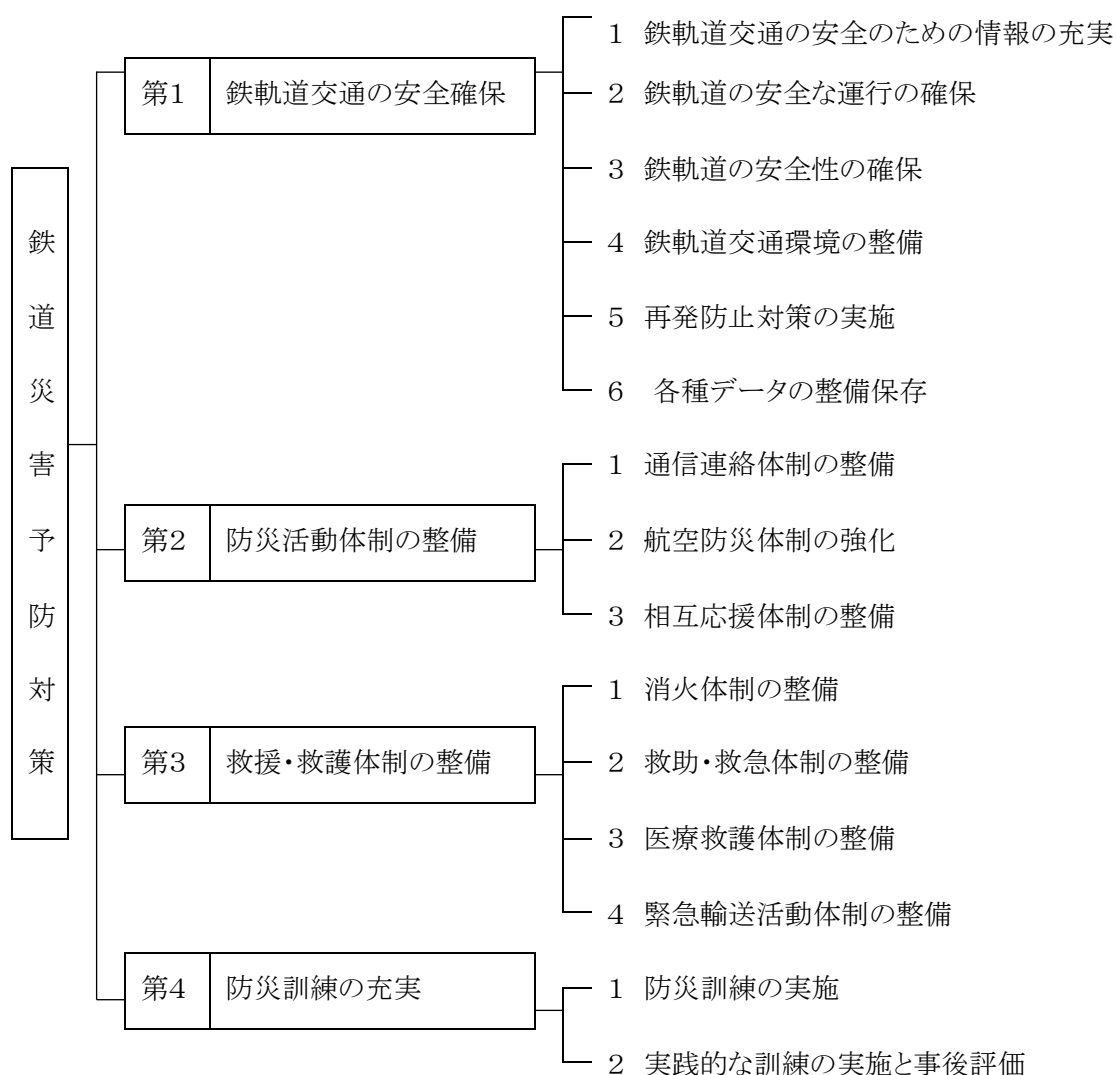 鉄道災害予防対策
第1 鉄軌道交通の安全確保
1 鉄軌道交通の安全のための情報の充実
2 鉄軌道の安全な運行の確保
3 鉄軌道の安全性の確保
4 鉄軌道交通環境の整備
5 再発防止対策の実施
6 各種データの整備保存
第2 防災活動体制の整備
1 通信連絡体制の整備
2 航空防災体制の強化
3 相互応援体制の整備
第3 救援・救護体制の整備
1 消火体制の整備
2 救助・救急体制の整備
3 医療救護体制の整備
4 緊急輸送活動体制の整備
第4 防災訓練の充実
1 防災訓練の実施
2 実践的な訓練の実施と事後評価